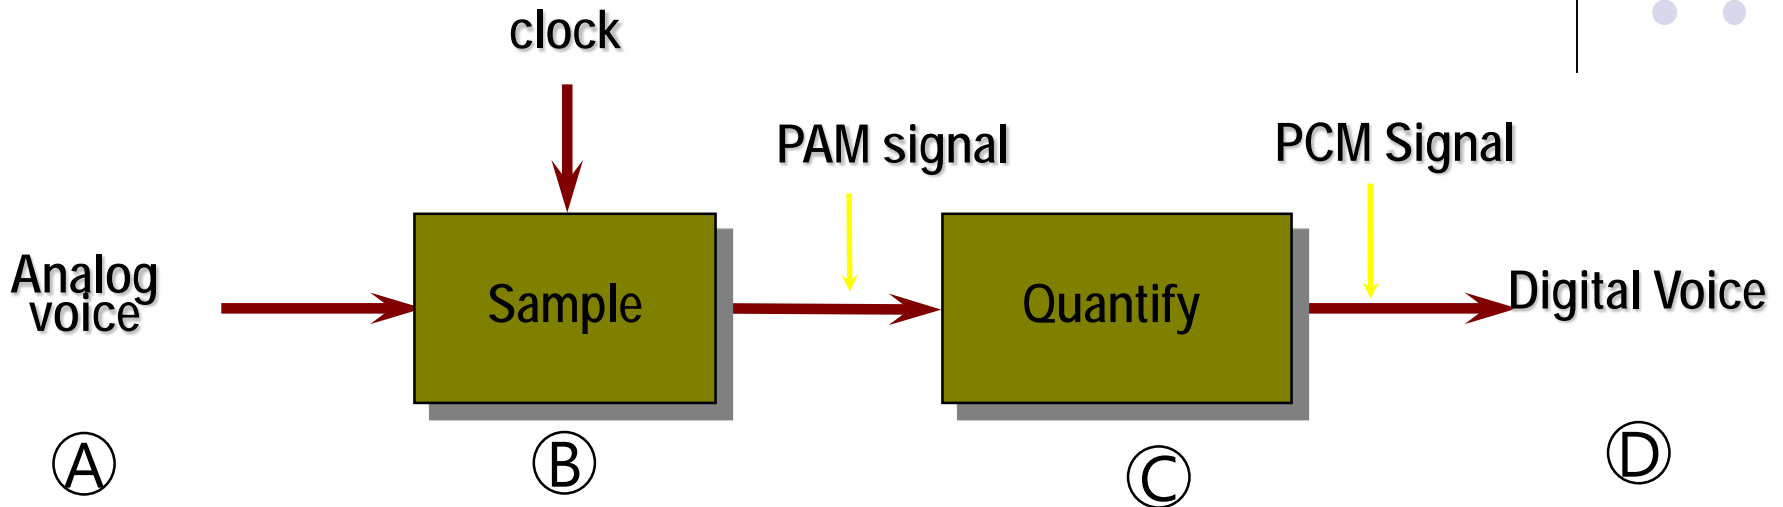 clock
PAM signal
PCM Signal
Analog
voice
Sample
Quantify
Digital Voice
A
B
C
D